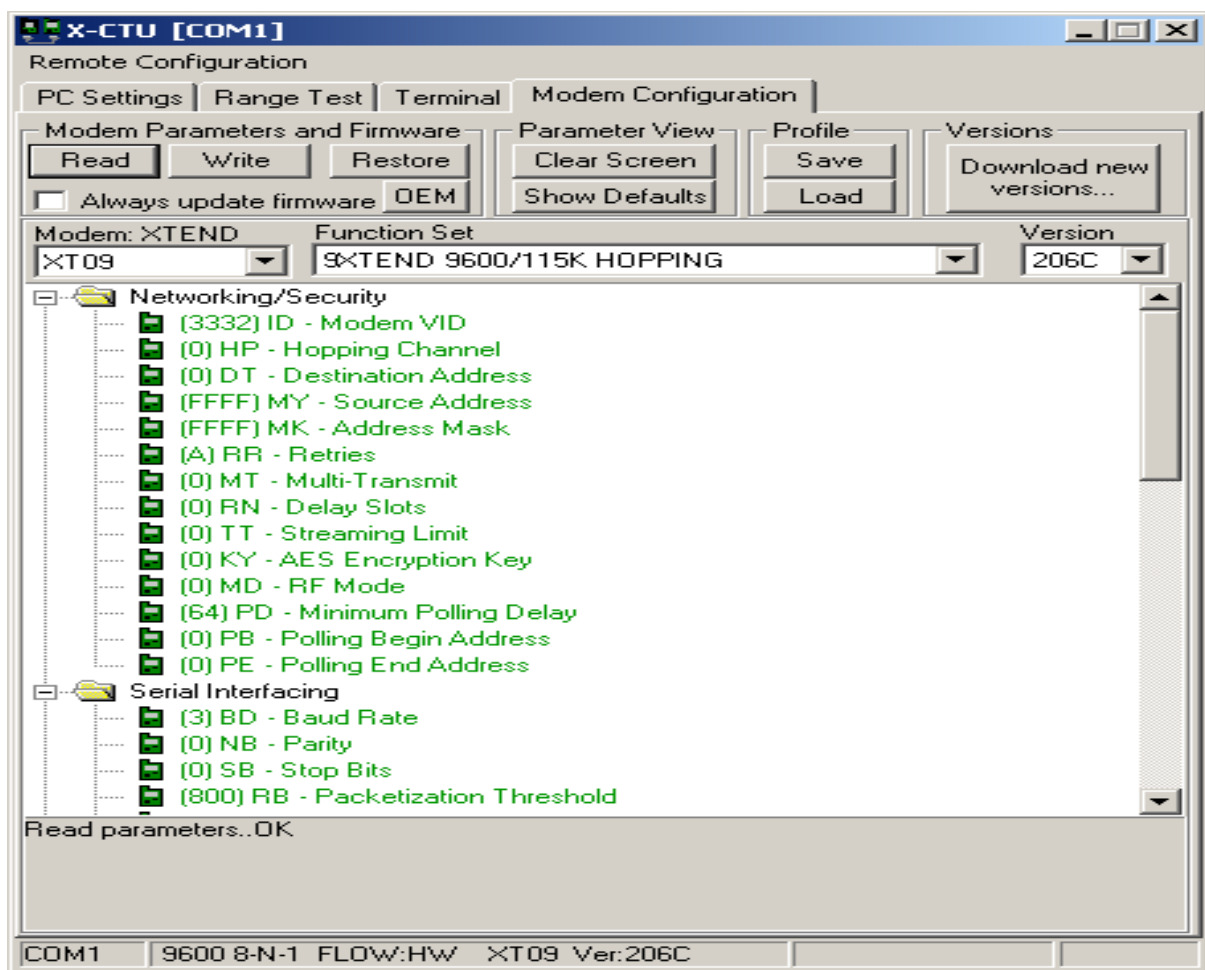 X-CTU [COM1]
Remote Configuration
PC Settings Range Test Terminal Modem Configuration
Modem Parameters and Firmware Parameter View Profile Versions
Read Write Restore Clear Screen Save Download new versions...
Always update firmware OEM Show Defaults Load
Modem: XTEND Function Set Version
XT09 9XTEND 9600/115K HOPPING 206C
Networking/Security
(3332) ID - Modem VID
(0) HP - Hopping Channel
(0) DT - Destination Address
(FFFF) MY - Source Address
(FFFF) MK - Address Mask
(A) RR - Retries
(0) MT - Multi-Transmit
(0) RN - Delay Slots
(0) TT - Streaming Limit
(0) KY - AES Encryption Key
(0) MD - RF Mode
(64) PD - Minimum Polling Delay
(0) PB - Polling Begin Address
(0) PE - Polling End Address
Serial Interfacing
(3) BD - Baud Rate
(0) NB - Parity
(0) SB - Stop Bits
(800) RB - Packetization Threshold
Read parameters..OK
COM1 9600 8-N-1 FLOW:HW XT09 Ver:206C